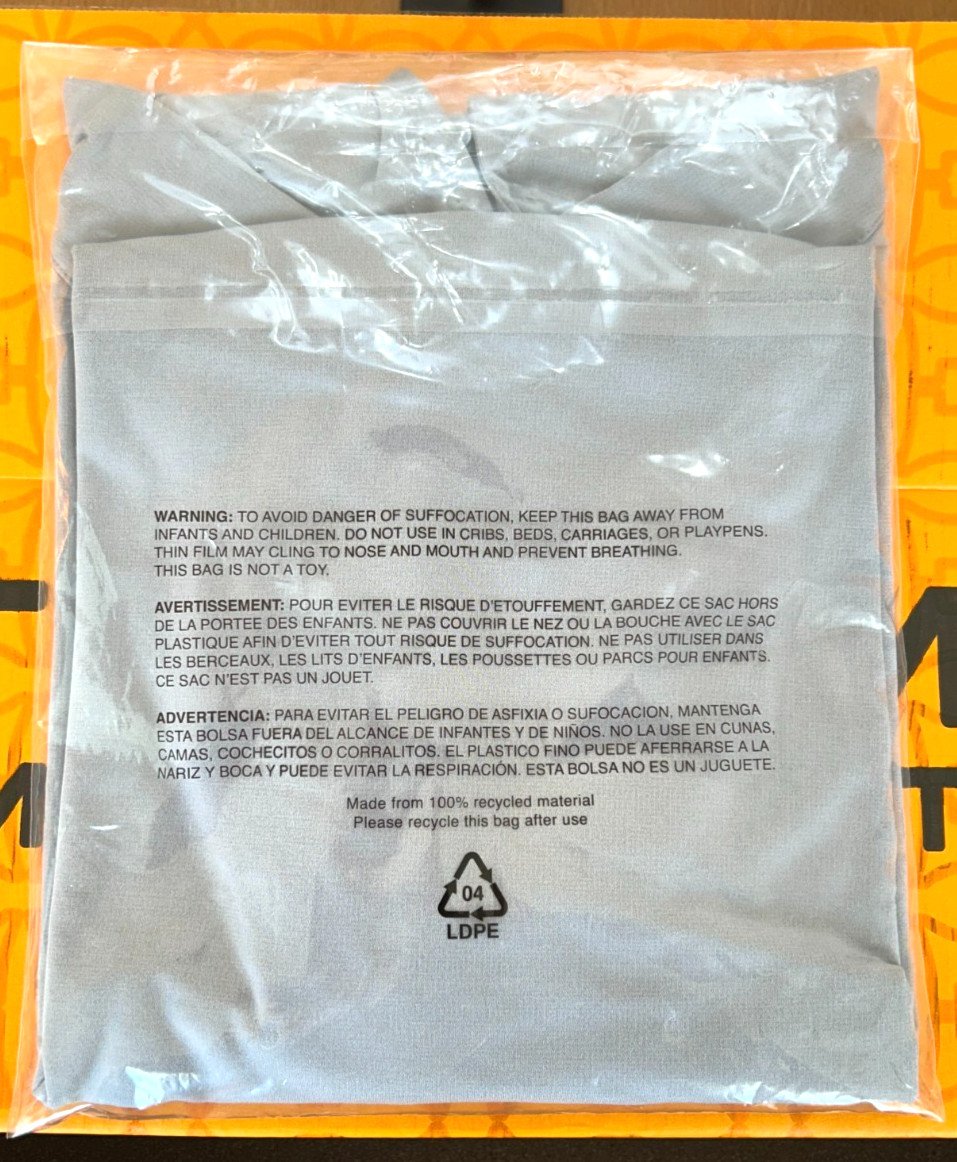 WARNING: TO AVOID DANGER OF SUFFOCATION, KEEP THIS BAG AWAY FROM
INFANTS AND CHILDREN. DO NOT USE IN CRIBS, BEDS, CARRIAGES, OR PLAYPENS.
THIN FILM MAY CLING TO NOSE AND MOUTH AND PREVENT BREATHING.
THIS BAG IS NOT A TOY.
AVERTISSEMENT: POUR EVITER LE RISQUE D'ETOUFFEMENT, GARDEZ CE SAC HORS
DE LA PORTEE DES ENFANTS. NE PAS COUVRIR LE NEZ OU LA BOUCHE AVEC LE SAC
PLASTIQUE AFIN D'EVITER TOUT RISQUE DE SUFFOCATION. NE PAS UTILISER DANS
LES BERCEAUX, LES LITS D'ENFANTS, LES POUSSETTES OU PARCS POUR ENFANTS.
CE SAC N'EST PAS UN JOUET.
ADVERTENCIA: PARA EVITAR EL PELIGRO DE ASFIXIA O SUFOCACION, MANTENGA
ESTA BOLSA FUERA DEL ALCANCE DE INFANTES Y DE NIÑOS. NO LA USE EN CUNAS,
CAMAS, COCHECITOS O CORRALITOS. EL PLASTICO FINO PUEDE AFERRARSE A LA
NARIZ Y BOCA Y PUEDE EVITAR LA RESPIRACIÓN. ESTA BOLSA NO ES UN JUGUETE.
Made from 100% recycled material
Please recycle this bag after use
04
LDPE